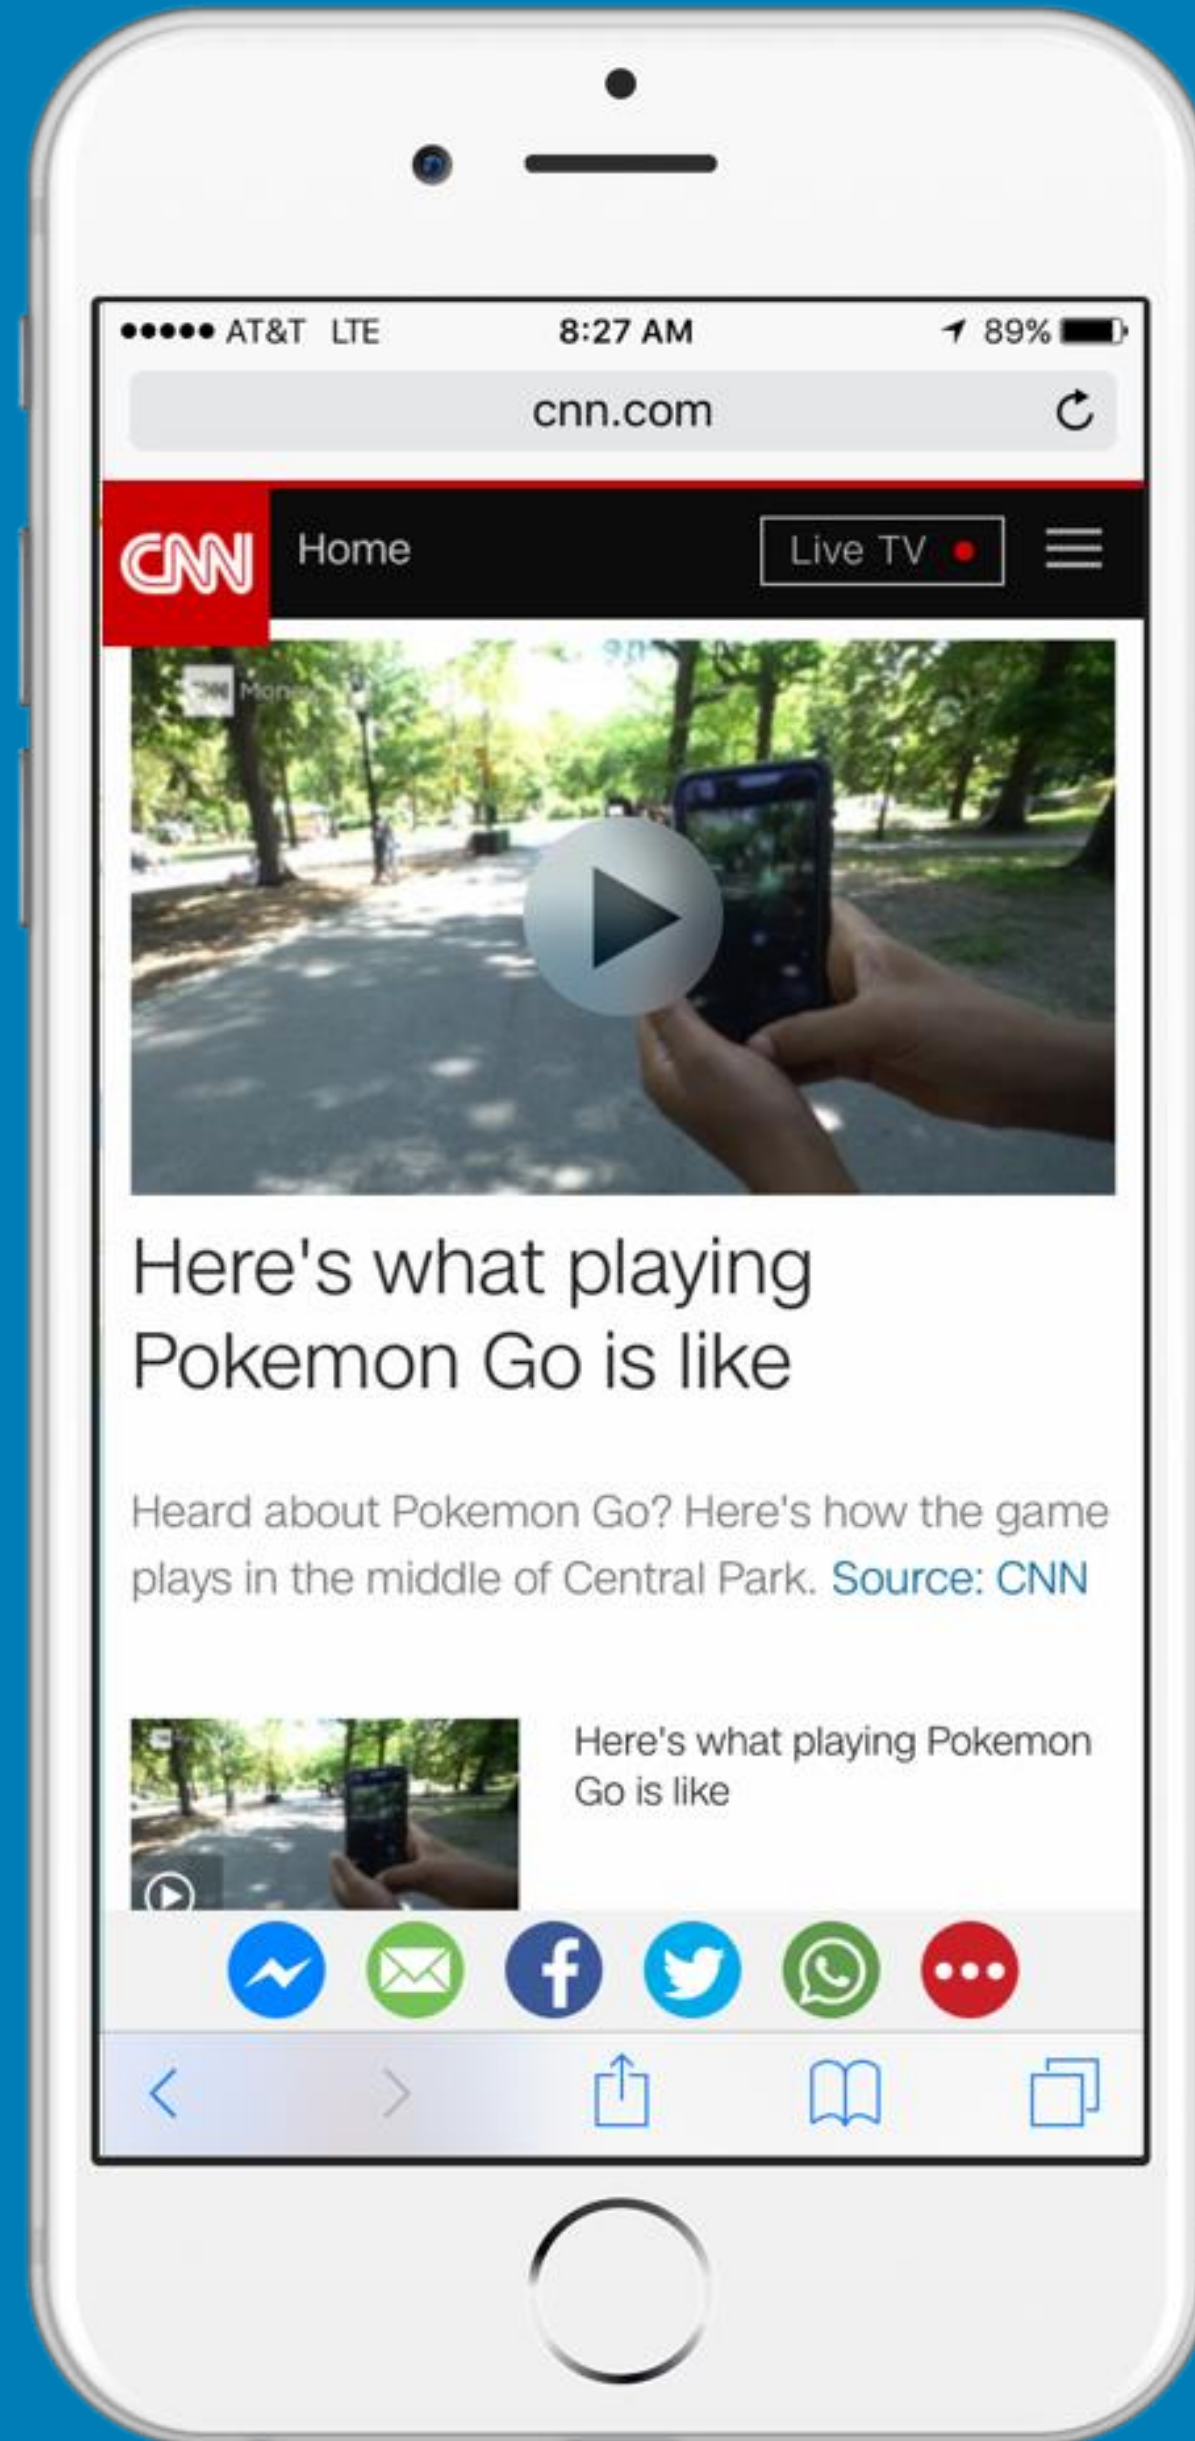 AT&T LTE 8:27 AM 89%
cnn.com
CNN Home Live TV
CNN Money
Here's what playing
Pokemon Go is like
Heard about Pokemon Go? Here's how the game
plays in the middle of Central Park. Source: CNN
Here's what playing Pokemon
Go is like